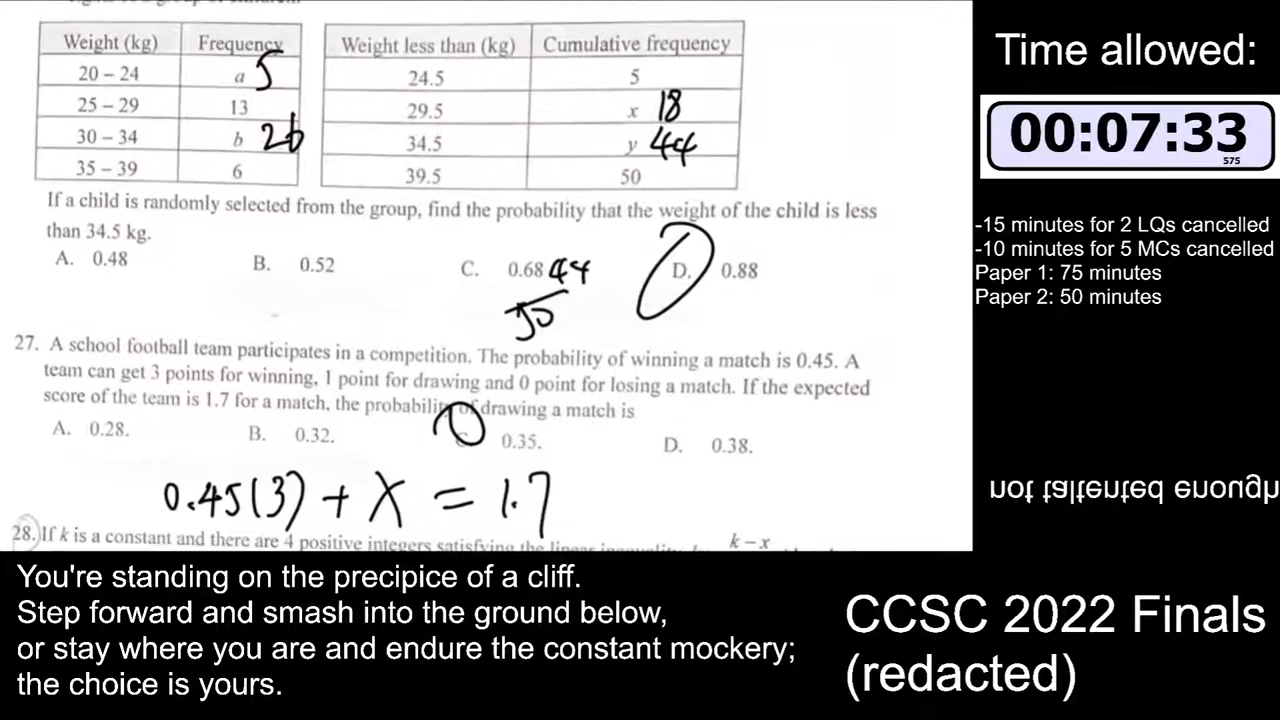 Weight (kg) Frequency
20 – 24 a 5
25 – 29 13
30 – 34 b 26
35 – 39 6
Weight less than (kg) Cumulative frequency
24.5 5
29.5 x 18
34.5 y 44
39.5 50
If a child is randomly selected from the group, find the probability that the weight of the child is less
than 34.5 kg.
A. 0.48 B. 0.52 C. 0.68 D. 0.88
44
50
27. A school football team participates in a competition. The probability of winning a match is 0.45. A
team can get 3 points for winning, 1 point for drawing and 0 point for losing a match. If the expected
score of the team is 1.7 for a match, the probability of drawing a match is
A. 0.28. B. 0.32. C 0.35. D. 0.38.
0.45(3) + x = 1.7
28. If k is a constant and there are 4 positive integers satisfying the linear inequality k – x
Time allowed:
00:07:33
575
-15 minutes for 2 LQs cancelled
-10 minutes for 5 MCs cancelled
Paper 1: 75 minutes
Paper 2: 50 minutes
not taltented enough
You're standing on the precipice of a cliff.
Step forward and smash into the ground below,
or stay where you are and endure the constant mockery;
the choice is yours.
CCSC 2022 Finals
(redacted)